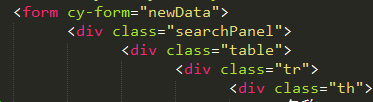 <form cy-form="newData">
<div class="searchPanel">
<div class="table">
<div class="tr">
<div class="th">